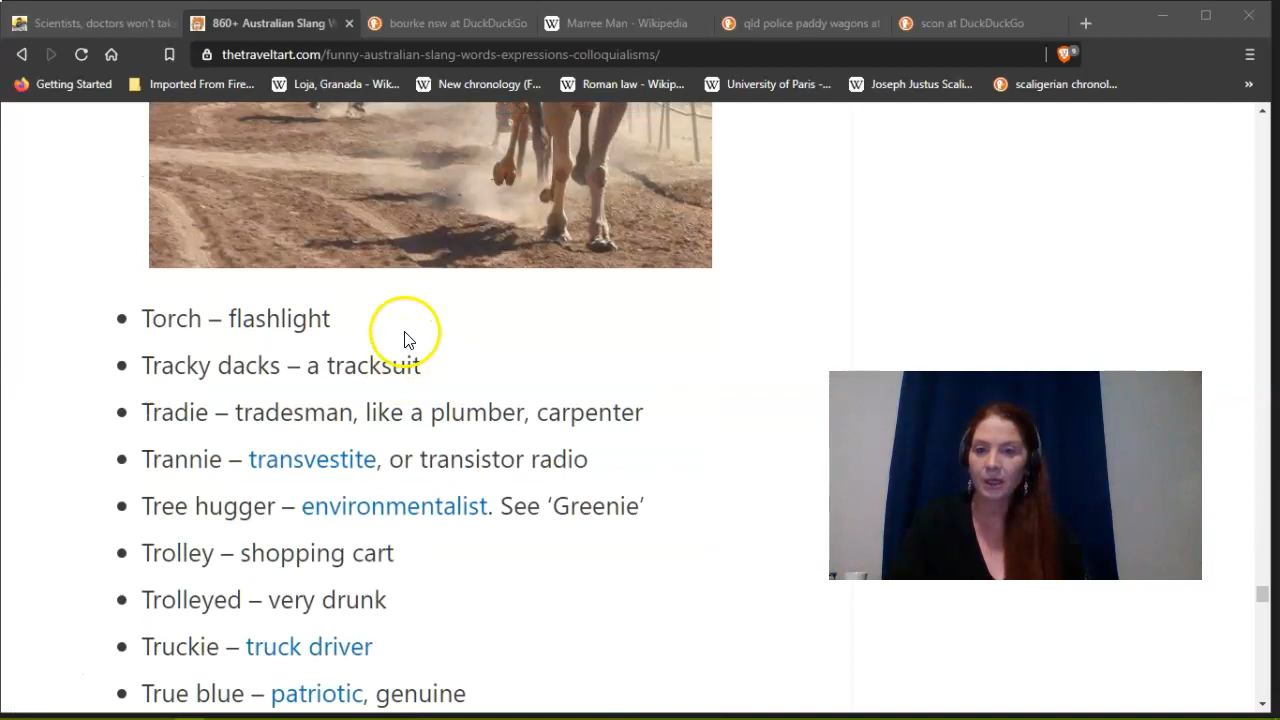 Scientists, doctors won't take
860+ Australian Slang W
bourke nsw at DuckDuckGo
Marree Man - Wikipedia
qld police paddy wagons at
scon at DuckDuckGo
thetraveltart.com/funny-australian-slang-words-expressions-colloquialisms/
Getting Started
Imported From Fire...
Loja, Granada - Wik...
New chronology (F...
Roman law - Wikip...
University of Paris -...
Joseph Justus Scali...
scaligerian chronol...
Torch – flashlight
Tracky dacks – a tracksuit
Tradie – tradesman, like a plumber, carpenter
Trannie – transvestite, or transistor radio
Tree hugger – environmentalist. See ‘Greenie’
Trolley – shopping cart
Trolleyed – very drunk
Truckie – truck driver
True blue – patriotic, genuine